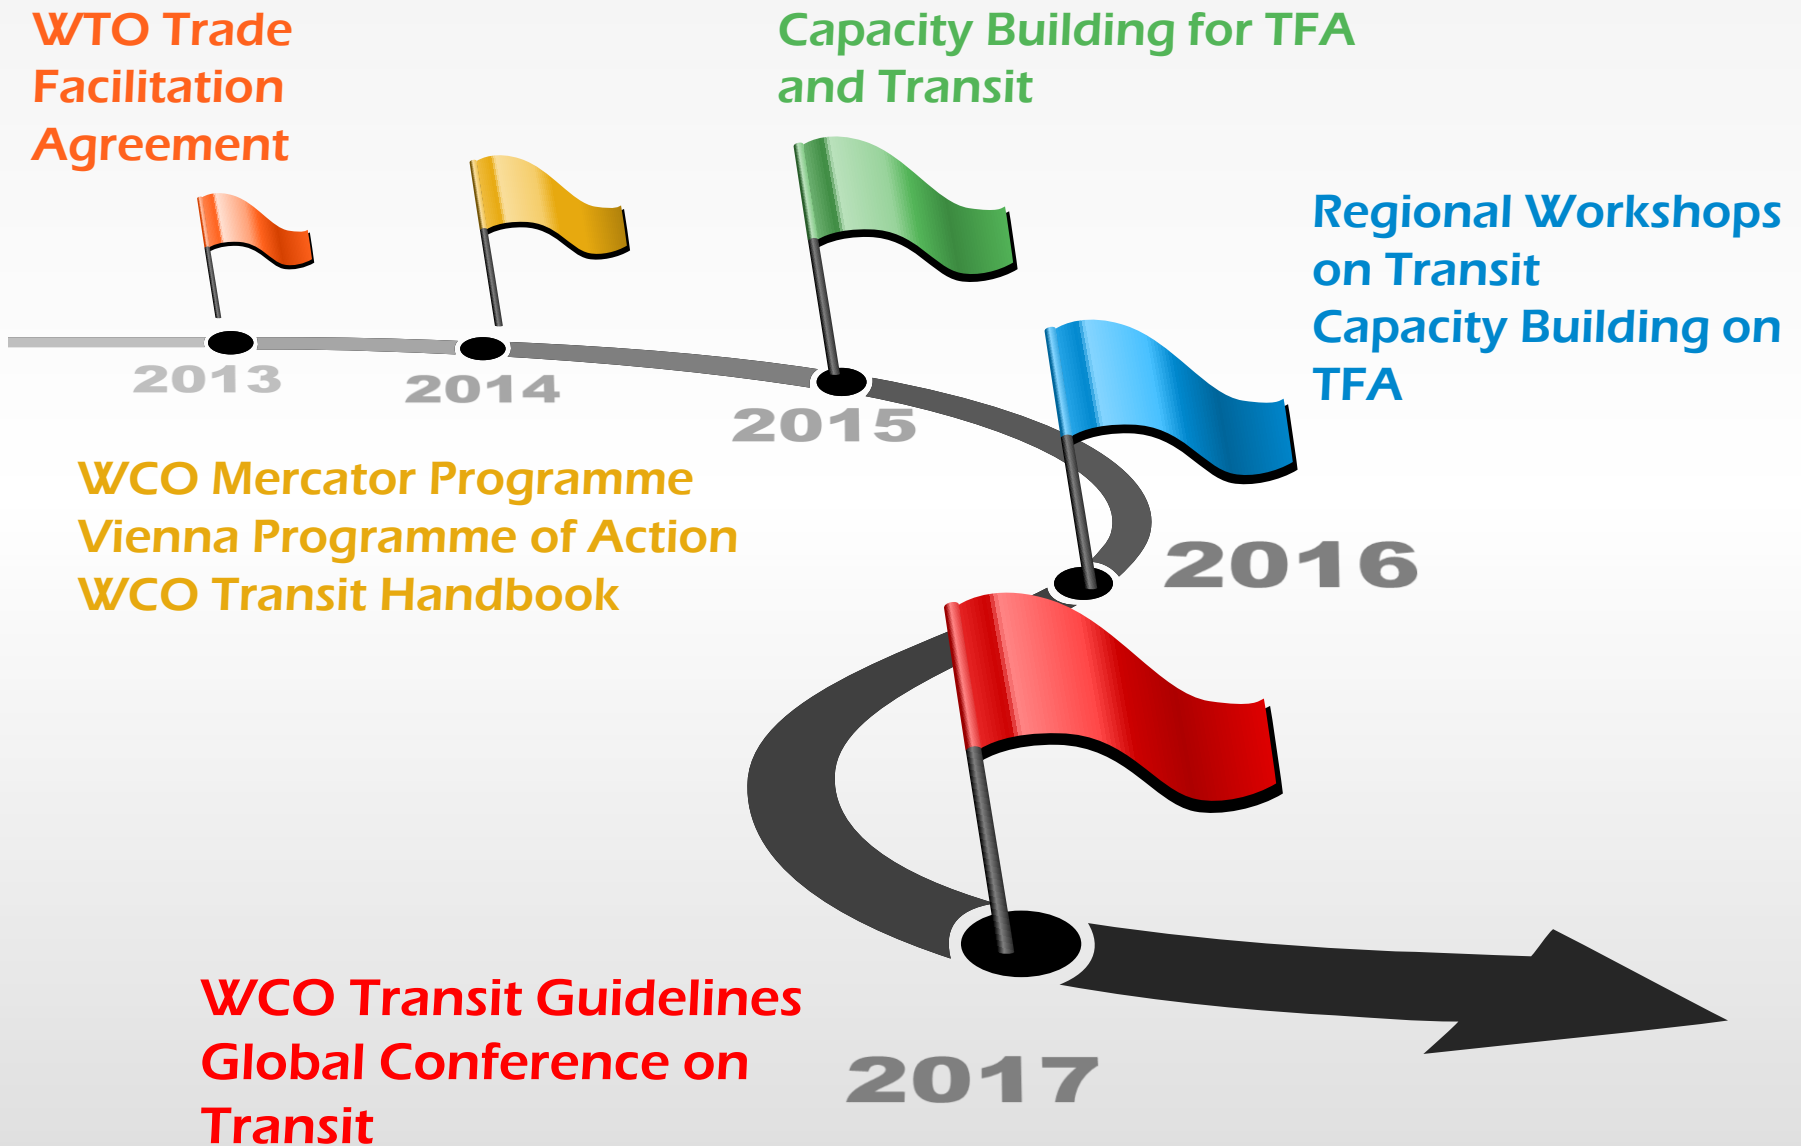 WTO Trade
Facilitation
Agreement
Capacity Building for TFA
and Transit
Regional Workshops
on Transit
Capacity Building on
TFA
2013
2014
2015
WCO Mercator Programme
Vienna Programme of Action
WCO Transit Handbook
2016
WCO Transit Guidelines
Global Conference on
Transit
2017